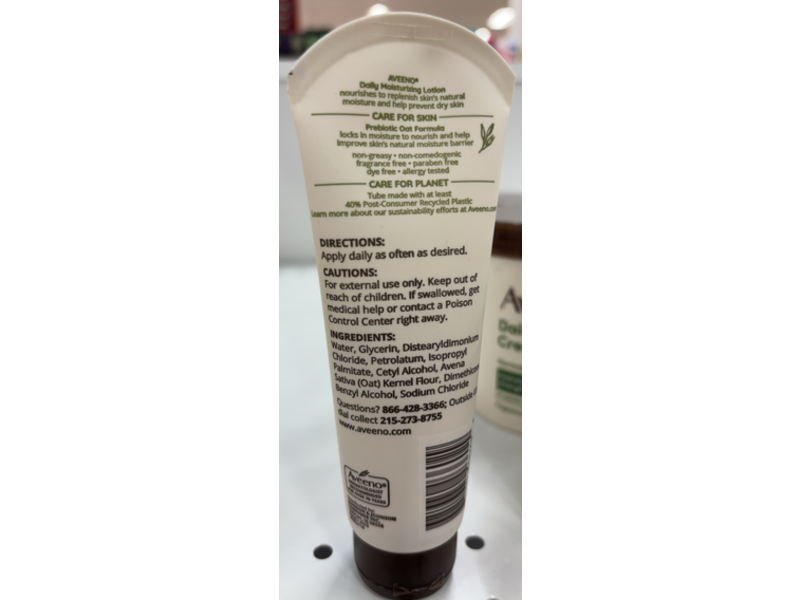 AVEENO®
Daily Moisturizing Lotion
nourishes to replenish skin's natural
moisture and help prevent dry skin
CARE FOR SKIN
Prebiotic Oat Formula
locks in moisture to nourish and help
improve skin's natural moisture barrier
non-greasy • non-comedogenic
fragrance free • paraben free
dye free • allergy tested
CARE FOR PLANET
Tube made with at least
40% Post-Consumer Recycled Plastic
Learn more about our sustainability efforts at
DIRECTIONS:
Apply daily as often as desired.
CAUTIONS:
For external use only. Keep out of
reach of children. If swallowed, get
medical help or contact a Poison
Control Center right away.
INGREDIENTS:
Water, Glycerin, Distearyldimonium
Chloride, Petrolatum, Isopropyl
Palmitate, Cetyl Alcohol, Avena
Sativa (Oat) Kernel Flour,
Benzyl Alcohol, Sodium Chloride
Questions? 866-428-3366; Outside
dial collect 215-273-8755
www.aveeno.com
Aveeno®